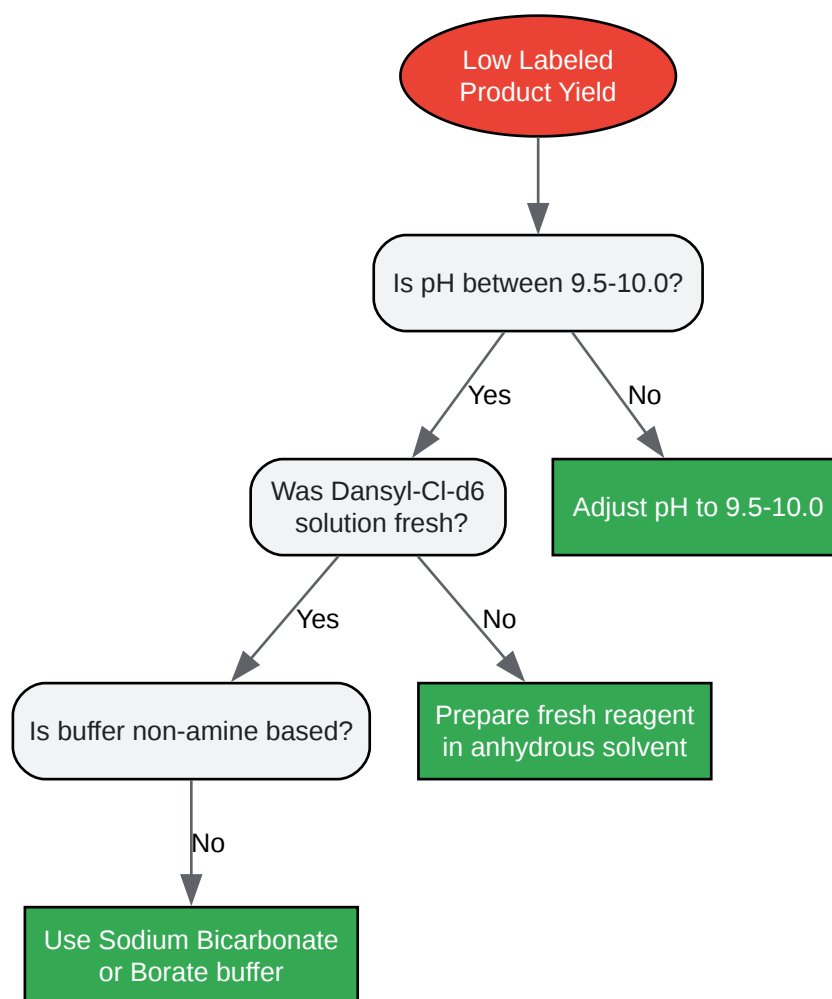 Low Labeled
Product Yield
Is pH between 9.5-10.0?
Yes
No
Was Dansyl-Cl-d6
solution fresh?
Adjust pH to 9.5-10.0
Yes
No
Is buffer non-amine based?
Prepare fresh reagent
in anhydrous solvent
No
Use Sodium Bicarbonate
or Borate buffer